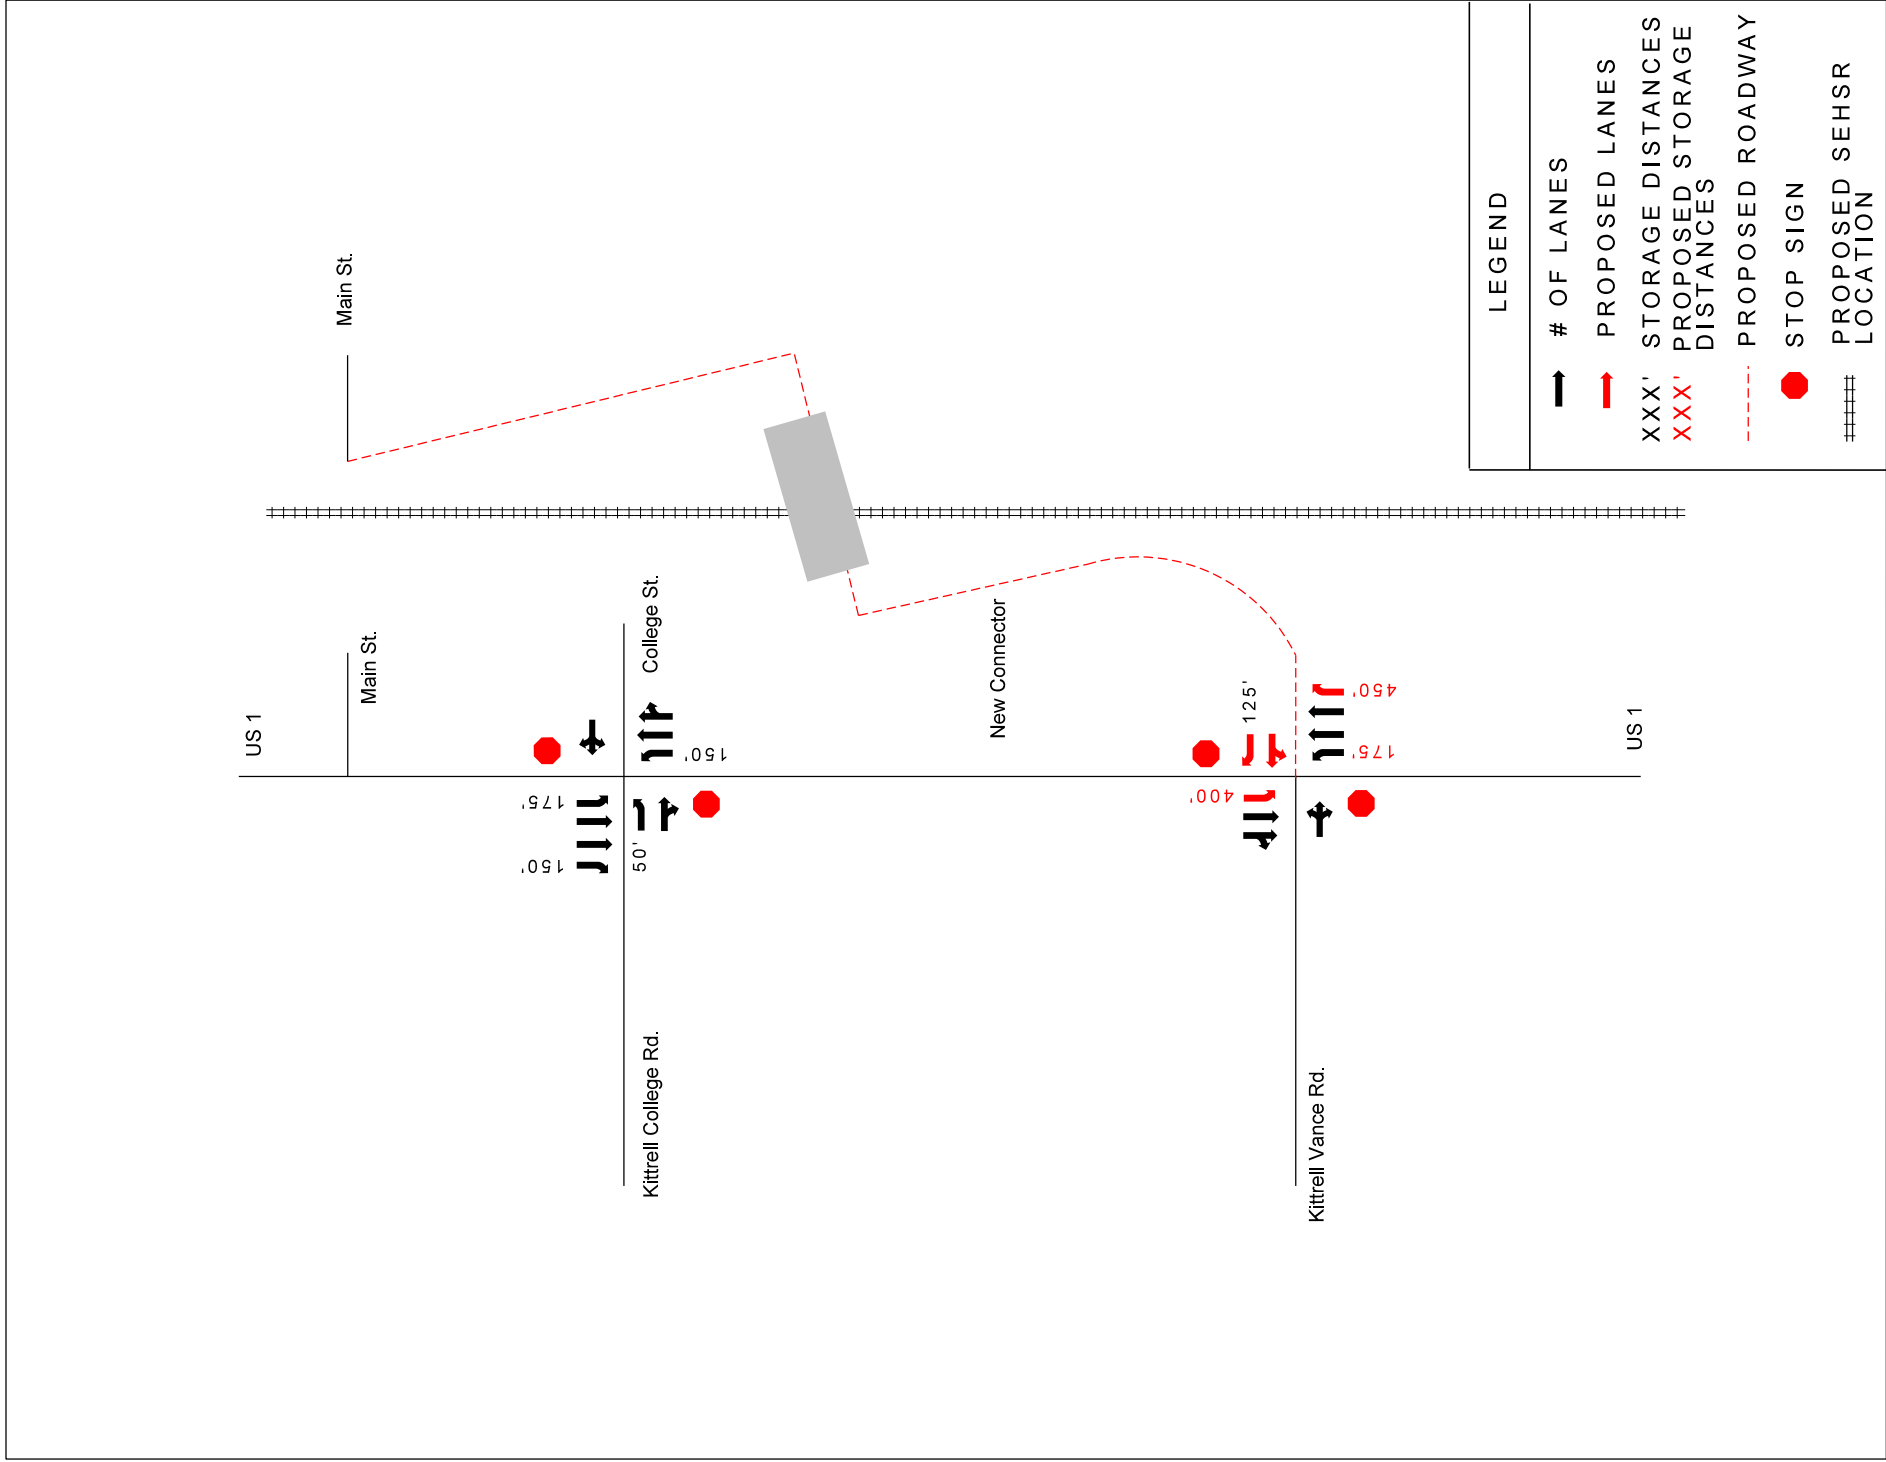 US 1
Main St.
Main St.
College St.
Kittrell College Rd.
175'
150'
150'
50'
New Connector
125'
400'
450'
175'
Kittrell Vance Rd.
US 1
LEGEND
# OF LANES
PROPOSED LANES
XXX' STORAGE DISTANCES
XXX' PROPOSED STORAGE
DISTANCES
PROPOSED ROADWAY
STOP SIGN
PROPOSED SEHSR
LOCATION